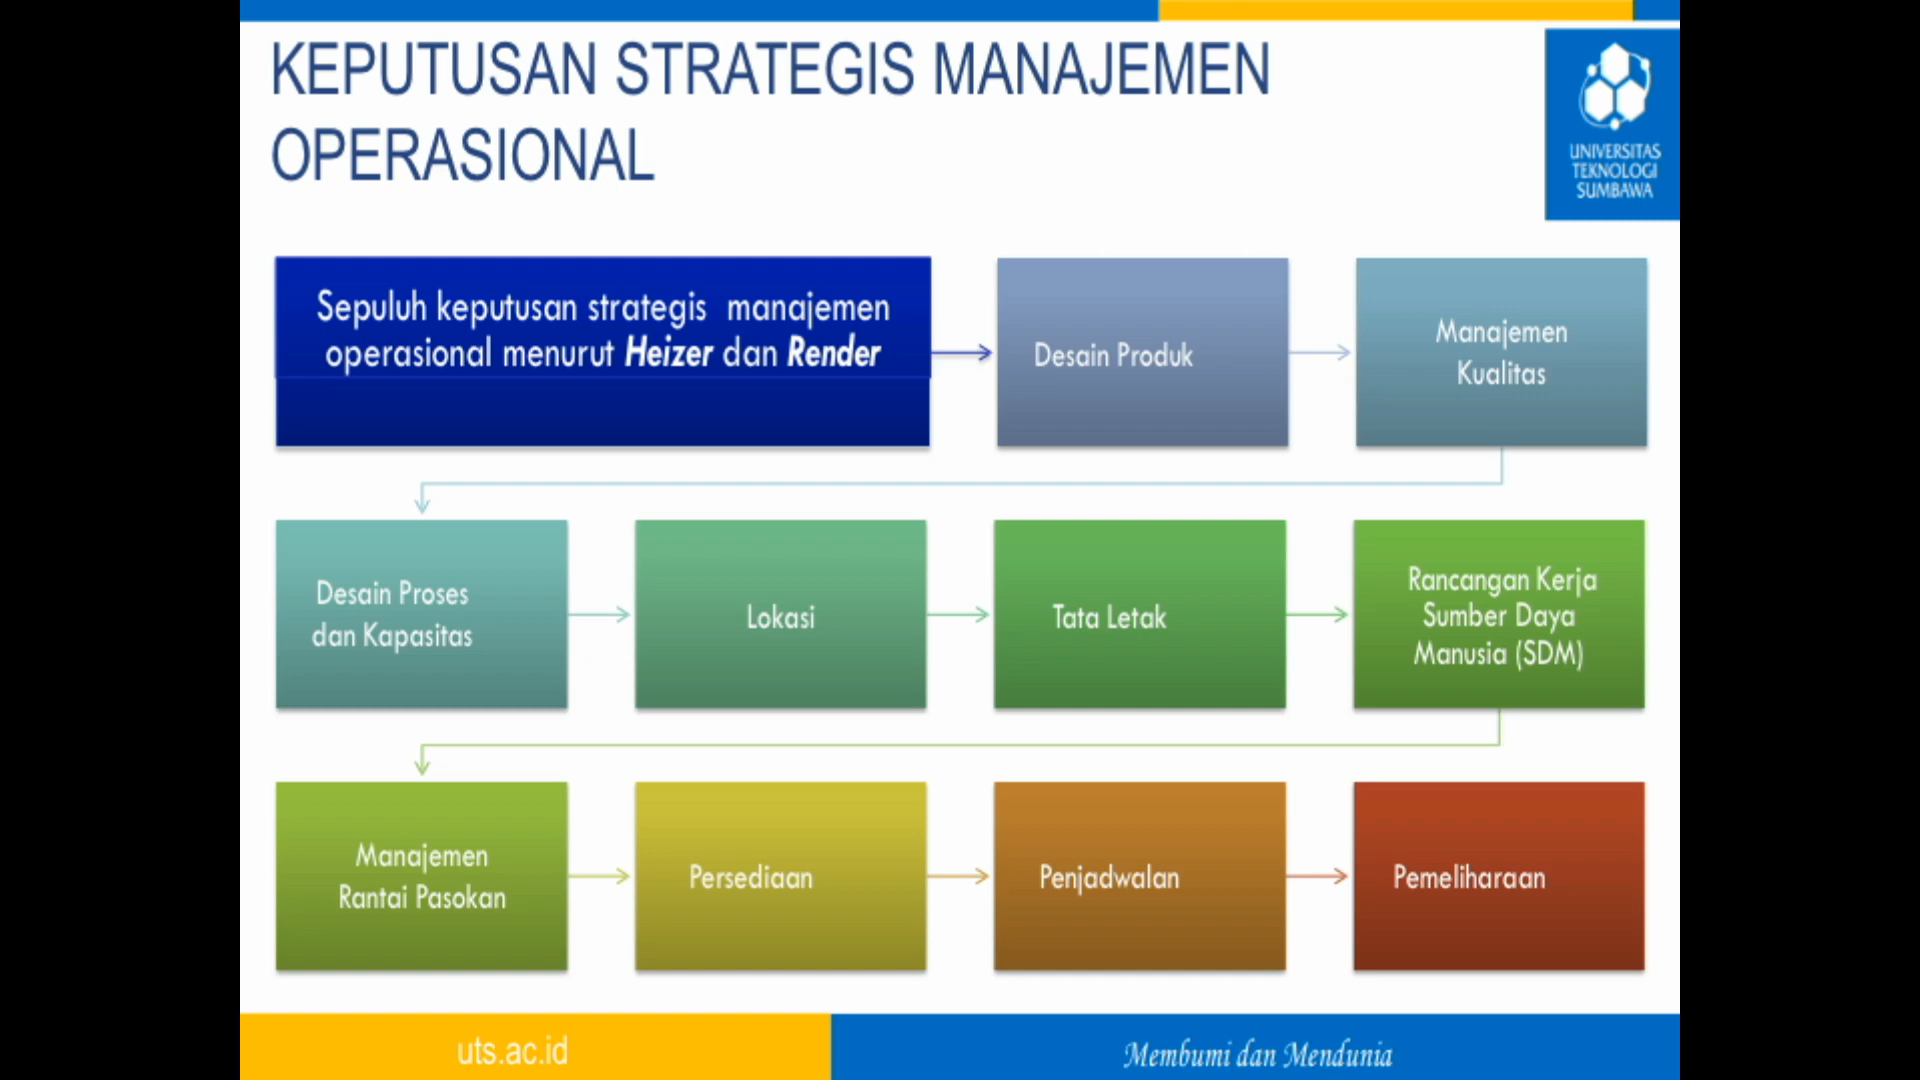 KEPUTUSAN STRATEGIS MANAJEMEN
OPERASIONAL
UNIVERSITAS
TEKNOLOGI
SUMBAWA
Sepuluh keputusan strategis manajemen
operasional menurut Heizer dan Render
Desain Produk
Manajemen
Kualitas
Desain Proses
dan Kapasitas
Lokasi
Tata Letak
Rancangan Kerja
Sumber Daya
Manusia (SDM)
Manajemen
Rantai Pasokan
Persediaan
Penjadwalan
Pemeliharaan
uts.ac.id
Membumi dan Mendunia